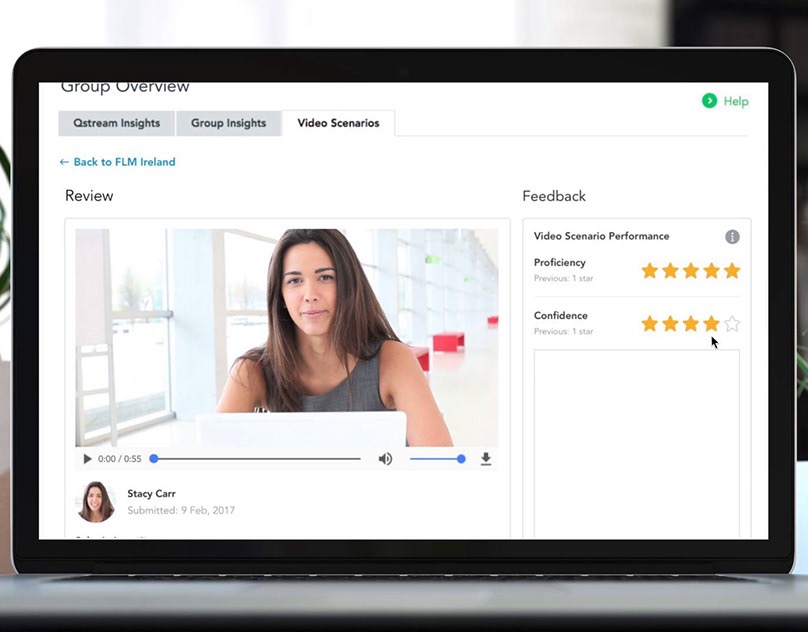 Group Overview
Help
Qstream Insights
Group Insights
Video Scenarios
← Back to FLM Ireland
Review
Feedback
Video Scenario Performance
Proficiency
Previous: 1 star
Confidence
Previous: 1 star
0:00 / 0:55
Stacy Carr
Submitted: 9 Feb, 2017